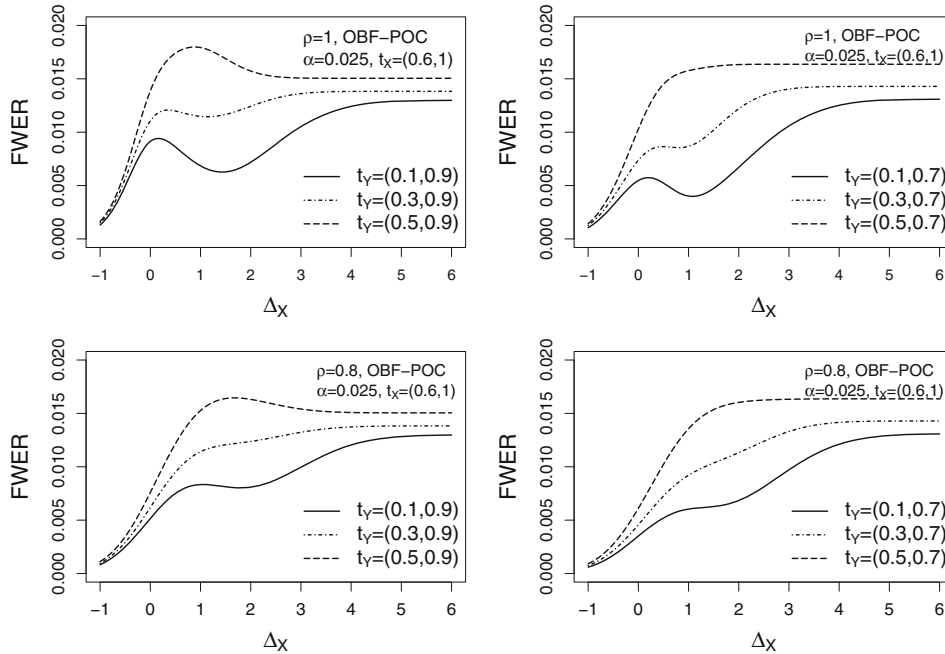 ρ=1, OBF−POC
α=0.025, tX=(0.6,1)
FWER
0.020
0.015
0.010
0.005
0.000
tY=(0.1,0.9)
tY=(0.3,0.9)
tY=(0.5,0.9)
−1 0 1 2 3 4 5 6
ΔX
ρ=1, OBF−POC
α=0.025, tX=(0.6,1)
FWER
0.020
0.015
0.010
0.005
0.000
tY=(0.1,0.7)
tY=(0.3,0.7)
tY=(0.5,0.7)
−1 0 1 2 3 4 5 6
ΔX
ρ=0.8, OBF−POC
α=0.025, tX=(0.6,1)
FWER
0.020
0.015
0.010
0.005
0.000
tY=(0.1,0.9)
tY=(0.3,0.9)
tY=(0.5,0.9)
−1 0 1 2 3 4 5 6
ΔX
ρ=0.8, OBF−POC
α=0.025, tX=(0.6,1)
FWER
0.020
0.015
0.010
0.005
0.000
tY=(0.1,0.7)
tY=(0.3,0.7)
tY=(0.5,0.7)
−1 0 1 2 3 4 5 6
ΔX